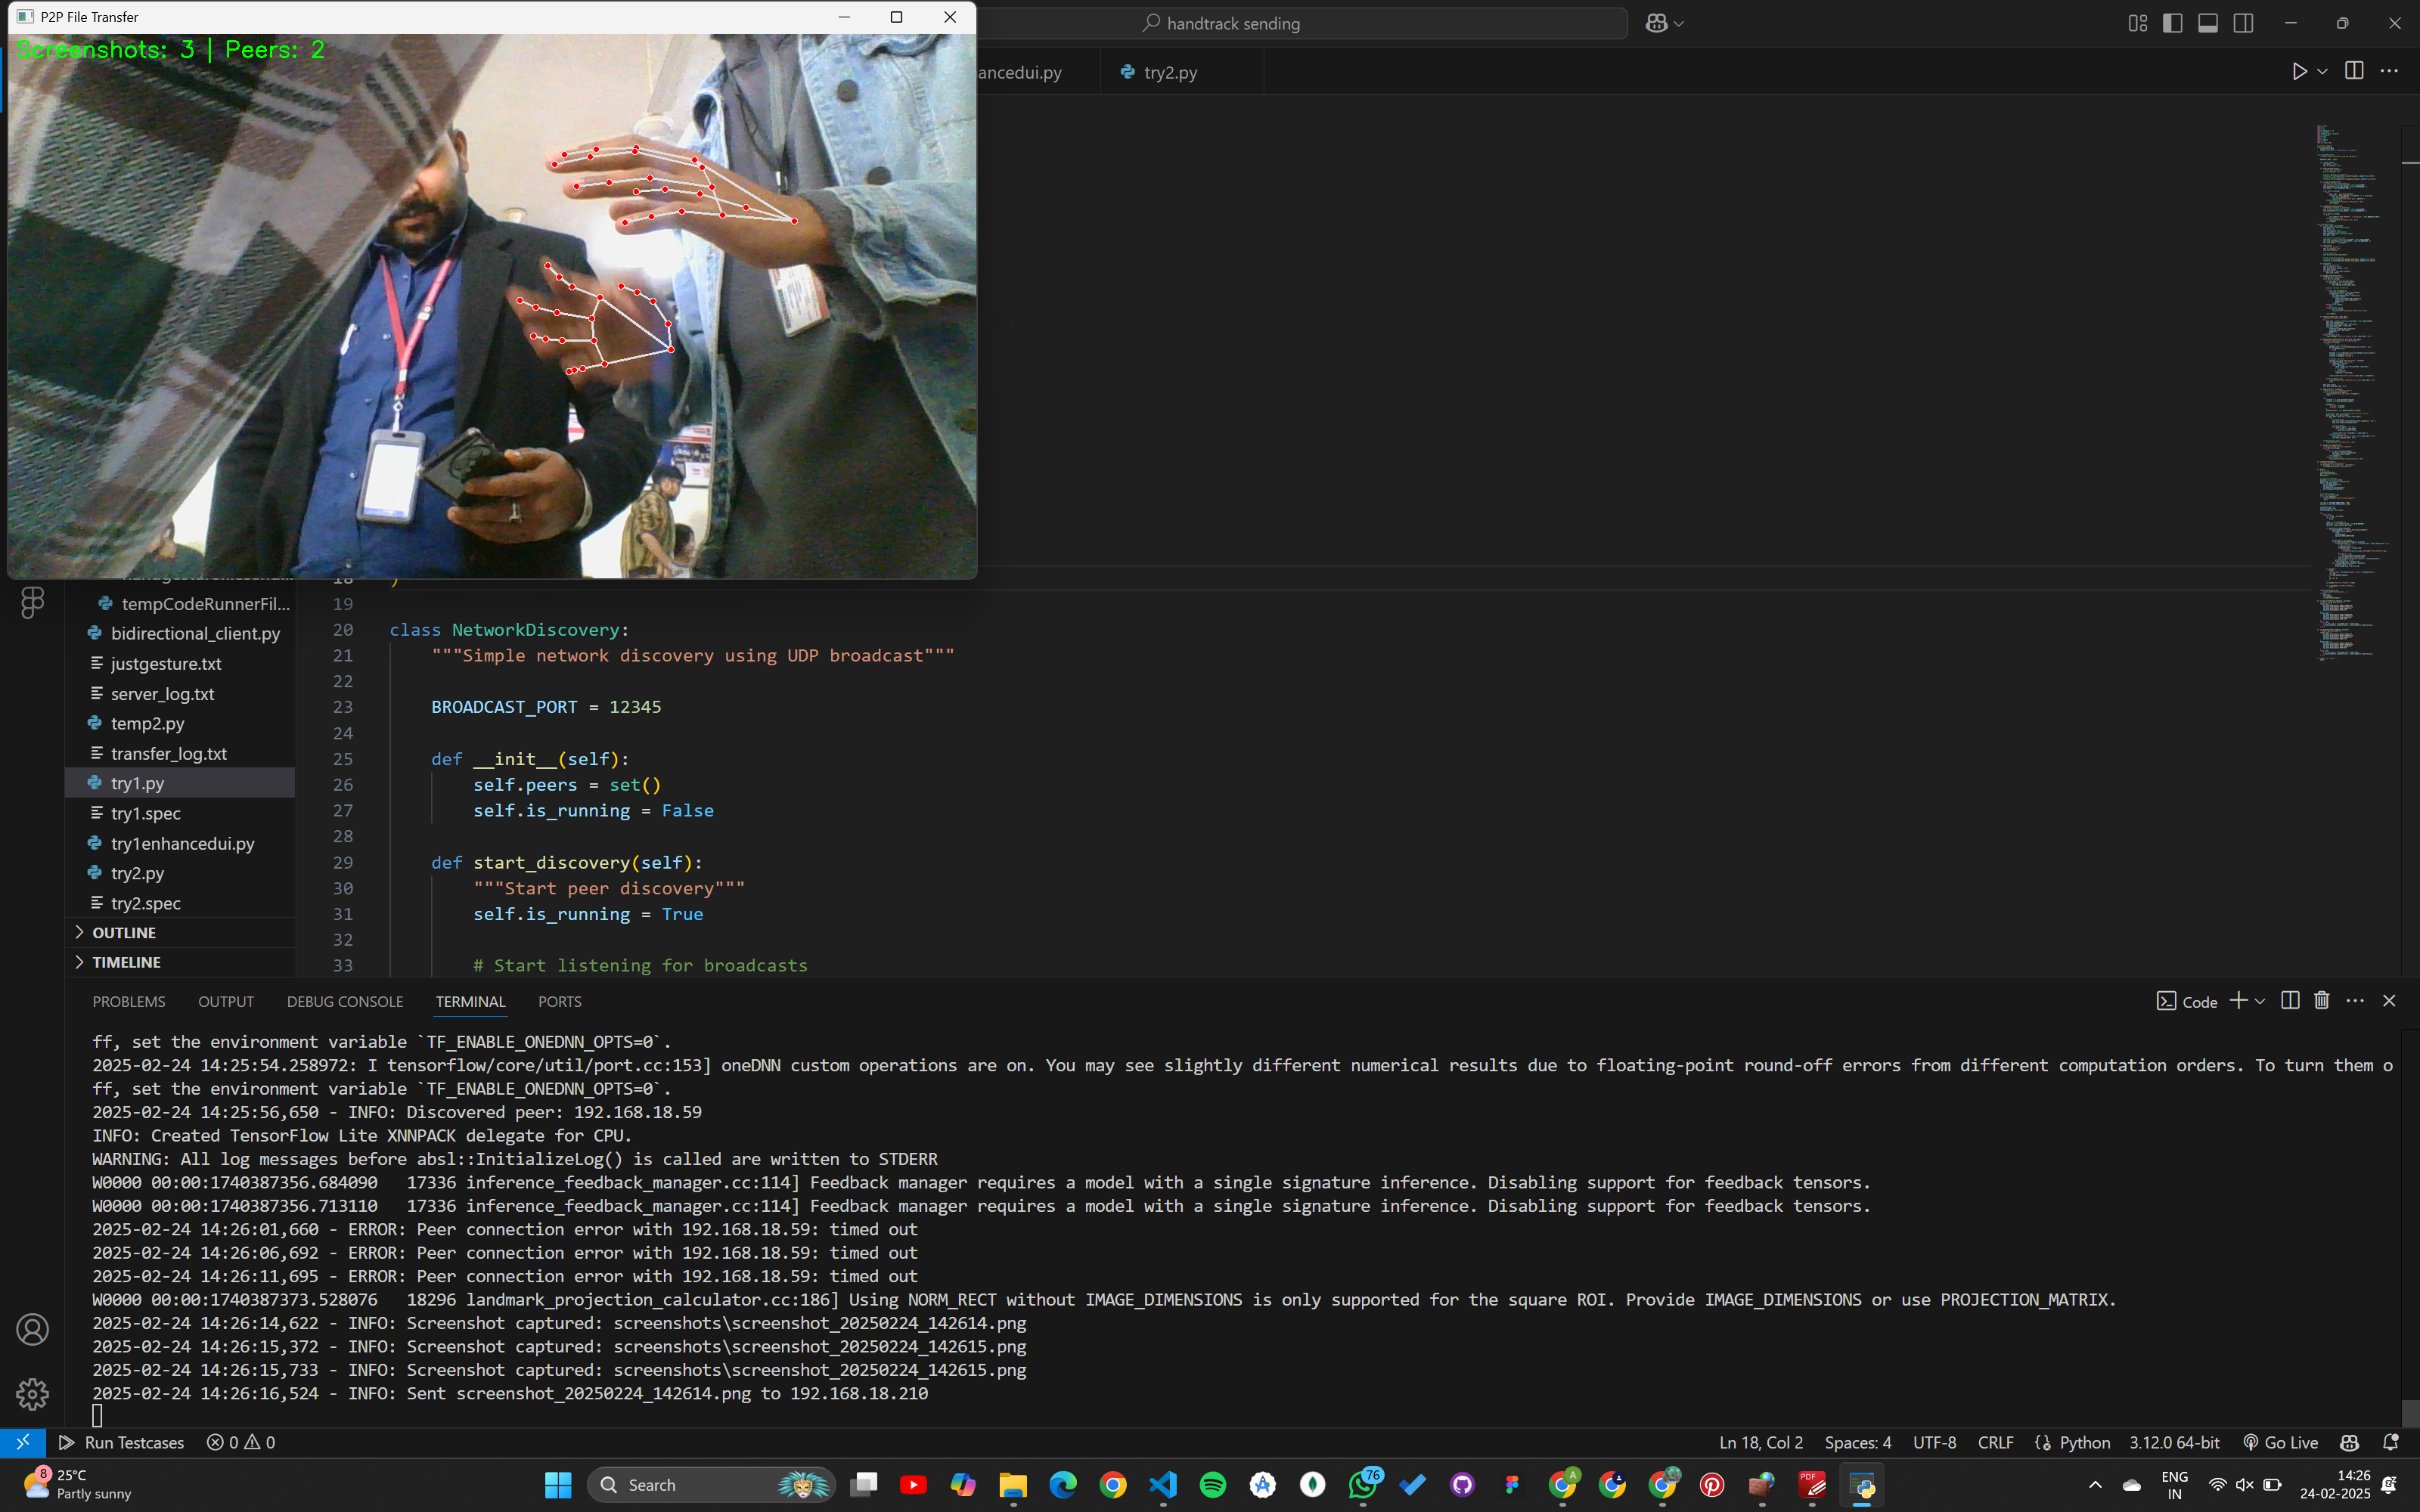 P2P File Transfer
Screenshots: 3 | Peers: 2
handtrack sending
ancedui.py
try2.py
tempCodeRunnerFil...
bidirectional_client.py
justgesture.txt
server_log.txt
temp2.py
transfer_log.txt
try1.py
try1.spec
try1enhancedui.py
try2.py
try2.spec
OUTLINE
TIMELINE
18 )
19
20 class NetworkDiscovery:
21 """Simple network discovery using UDP broadcast"""
22
23 BROADCAST_PORT = 12345
24
25 def __init__(self):
26 self.peers = set()
27 self.is_running = False
28
29 def start_discovery(self):
30 """Start peer discovery"""
31 self.is_running = True
32
33 # Start listening for broadcasts
PROBLEMS OUTPUT DEBUG CONSOLE TERMINAL PORTS
Code
ff, set the environment variable `TF_ENABLE_ONEDNN_OPTS=0`.
2025-02-24 14:25:54.258972: I tensorflow/core/util/port.cc:153] oneDNN custom operations are on. You may see slightly different numerical results due to floating-point round-off errors from different computation orders. To turn them o
ff, set the environment variable `TF_ENABLE_ONEDNN_OPTS=0`.
2025-02-24 14:25:56,650 - INFO: Discovered peer: 192.168.18.59
INFO: Created TensorFlow Lite XNNPACK delegate for CPU.
WARNING: All log messages before absl::InitializeLog() is called are written to STDERR
W0000 00:00:1740387356.684090   17336 inference_feedback_manager.cc:114] Feedback manager requires a model with a single signature inference. Disabling support for feedback tensors.
W0000 00:00:1740387356.713110   17336 inference_feedback_manager.cc:114] Feedback manager requires a model with a single signature inference. Disabling support for feedback tensors.
2025-02-24 14:26:01,660 - ERROR: Peer connection error with 192.168.18.59: timed out
2025-02-24 14:26:06,692 - ERROR: Peer connection error with 192.168.18.59: timed out
2025-02-24 14:26:11,695 - ERROR: Peer connection error with 192.168.18.59: timed out
W0000 00:00:1740387373.528076   18296 landmark_projection_calculator.cc:186] Using NORM_RECT without IMAGE_DIMENSIONS is only supported for the square ROI. Provide IMAGE_DIMENSIONS or use PROJECTION_MATRIX.
2025-02-24 14:26:14,622 - INFO: Screenshot captured: screenshots\screenshot_20250224_142614.png
2025-02-24 14:26:15,372 - INFO: Screenshot captured: screenshots\screenshot_20250224_142615.png
2025-02-24 14:26:15,733 - INFO: Screenshot captured: screenshots\screenshot_20250224_142615.png
2025-02-24 14:26:16,524 - INFO: Sent screenshot_20250224_142614.png to 192.168.18.210
Run Testcases 0 0
Ln 18, Col 2 Spaces: 4 UTF-8 CRLF Python 3.12.0 64-bit Go Live
8
25°C
Partly sunny
Search
76
A
PDF
ENG
IN
14:26
24-02-2025